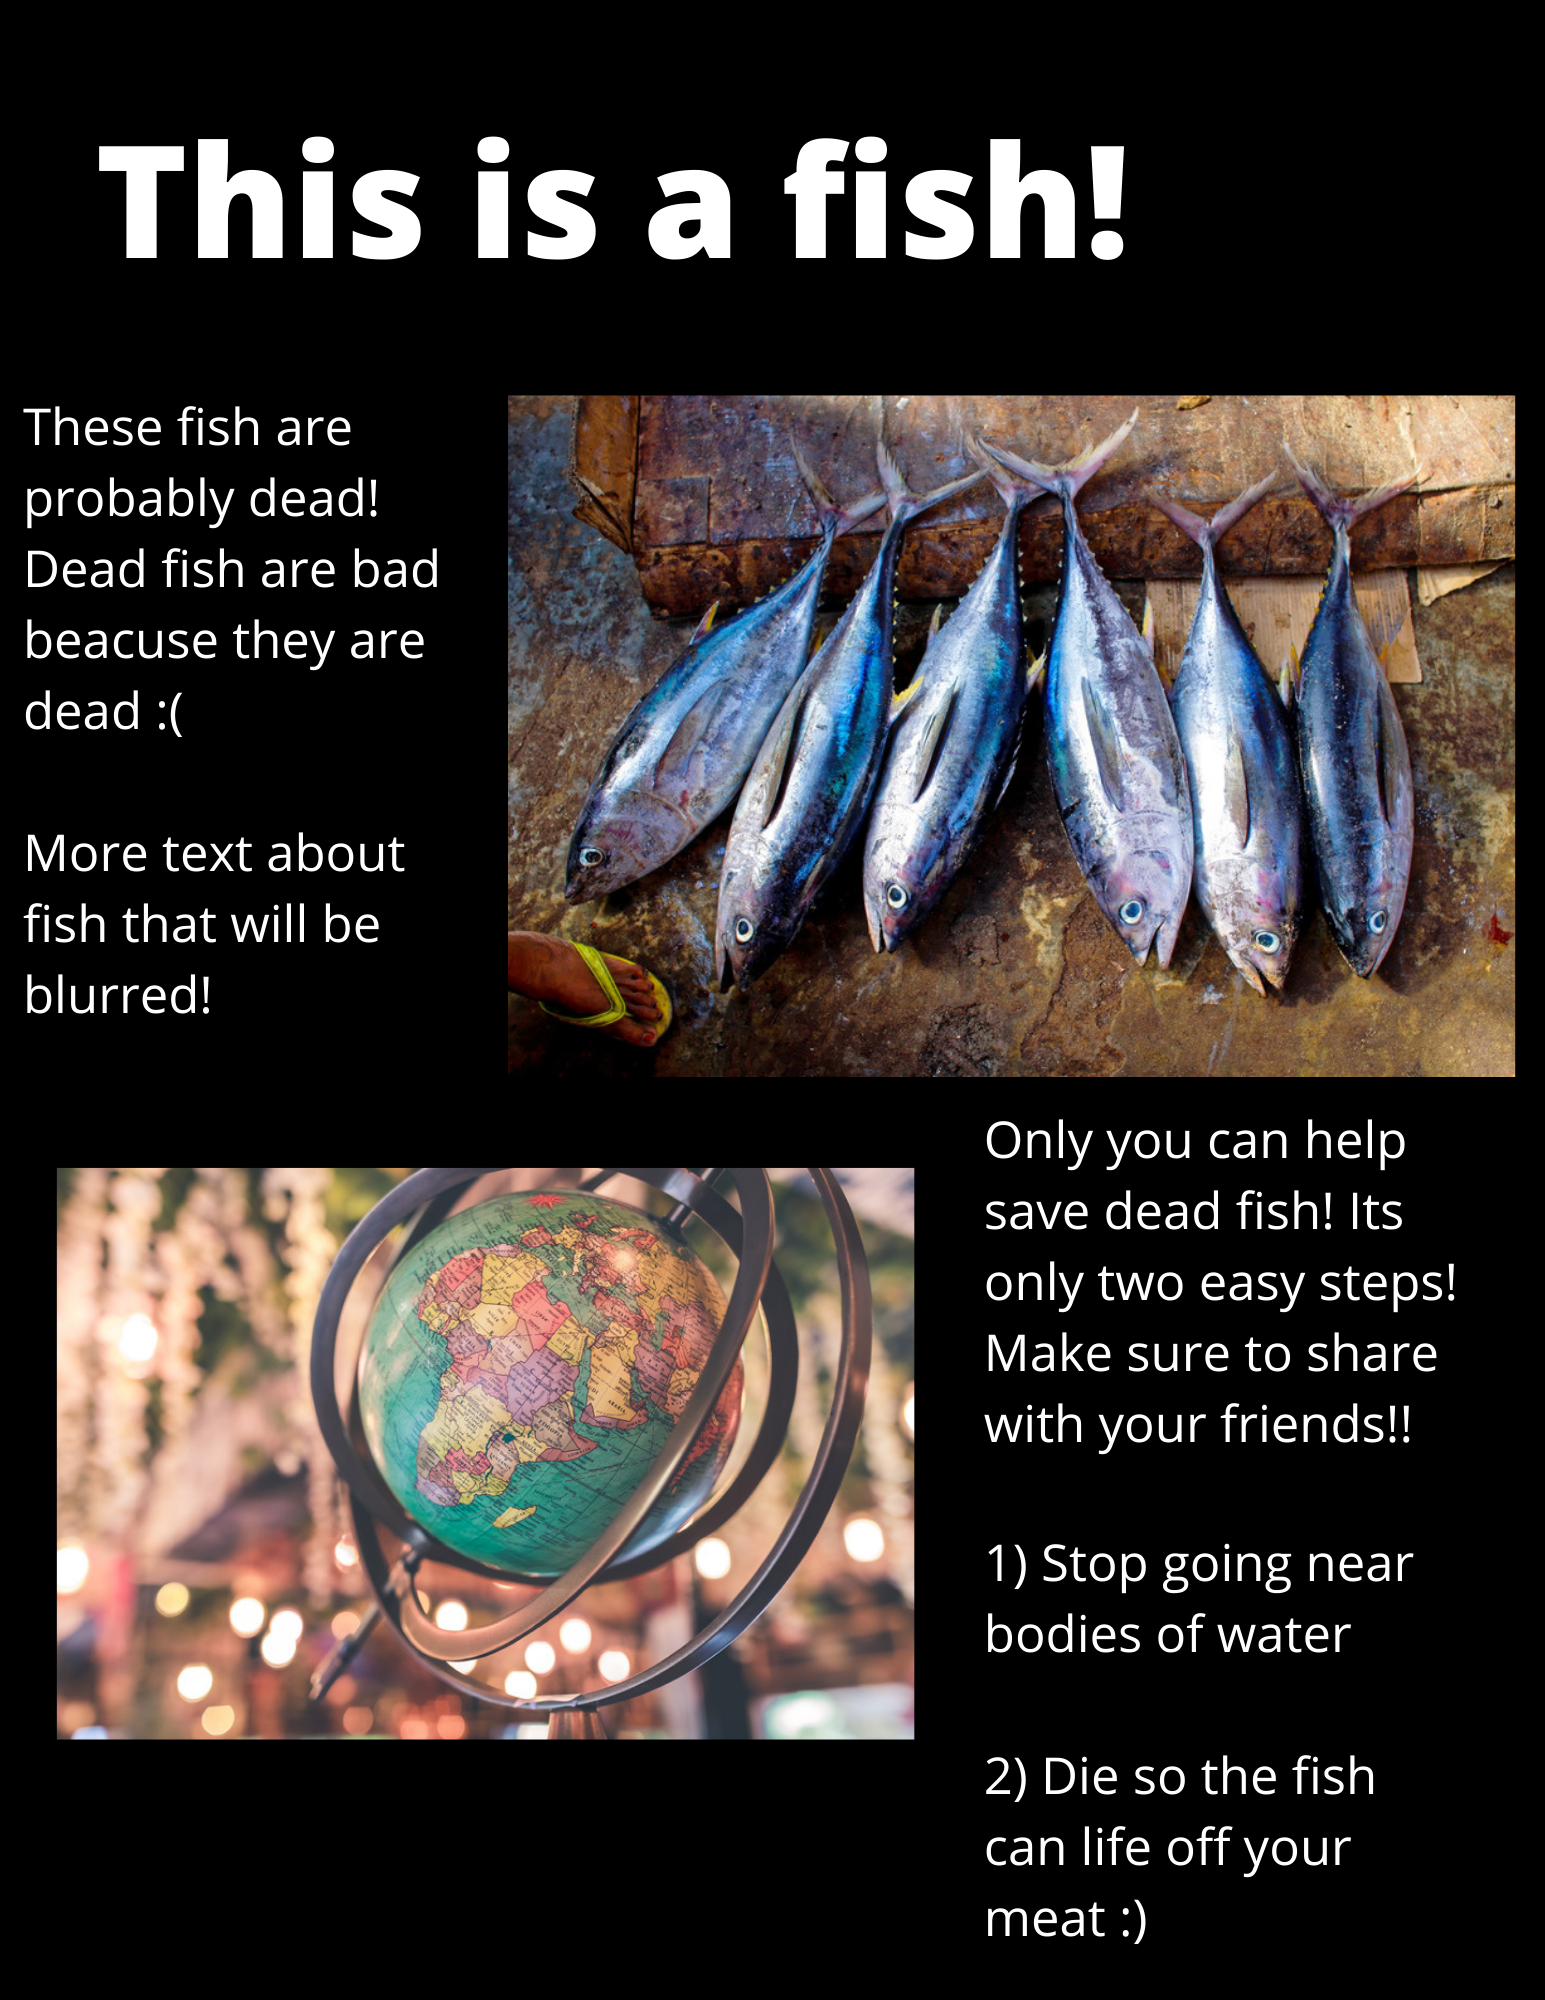 This is a fish!
These fish are
probably dead!
Dead fish are bad
beacuse they are
dead :(
More text about
fish that will be
blurred!
Only you can help
save dead fish! Its
only two easy steps!
Make sure to share
with your friends!!
1) Stop going near
bodies of water
2) Die so the fish
can life off your
meat :)